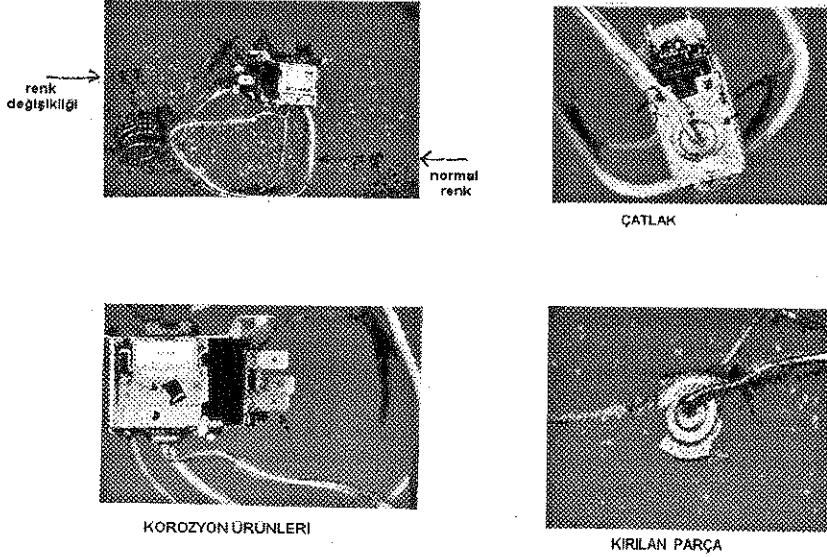 renk
değişikliği
normal
renk
ÇATLAK
KOROZYON ÜRÜNLERİ
KIRILAN PARÇA